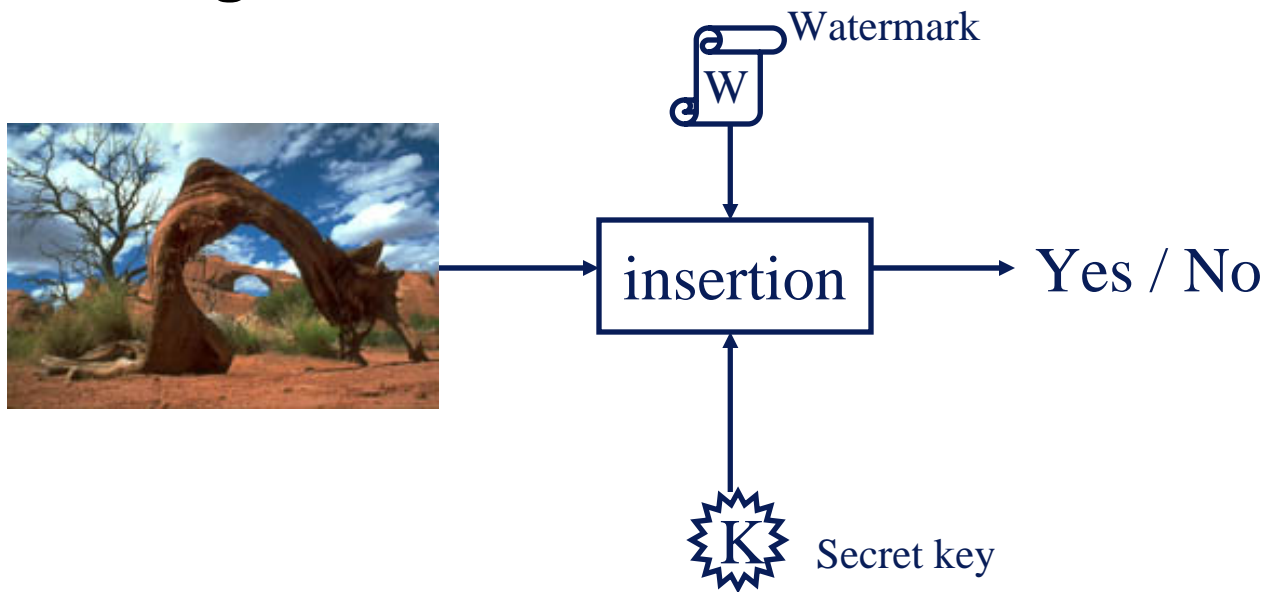 Watermark
W
insertion
Yes / No
K
Secret key